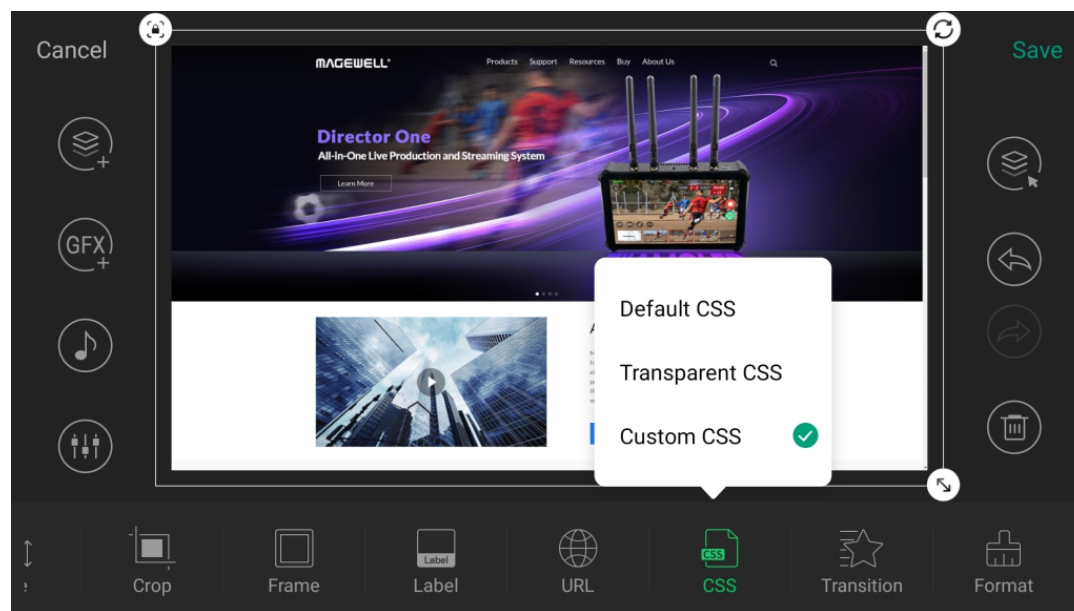 Cancel
Save
MAGEWELL®
Products Support Resources Buy About Us
Director One
All-In-One Live Production and Streaming System
Learn More
GFX
Default CSS
Transparent CSS
Custom CSS
Label
CSS
Crop
Frame
Label
URL
CSS
Transition
Format